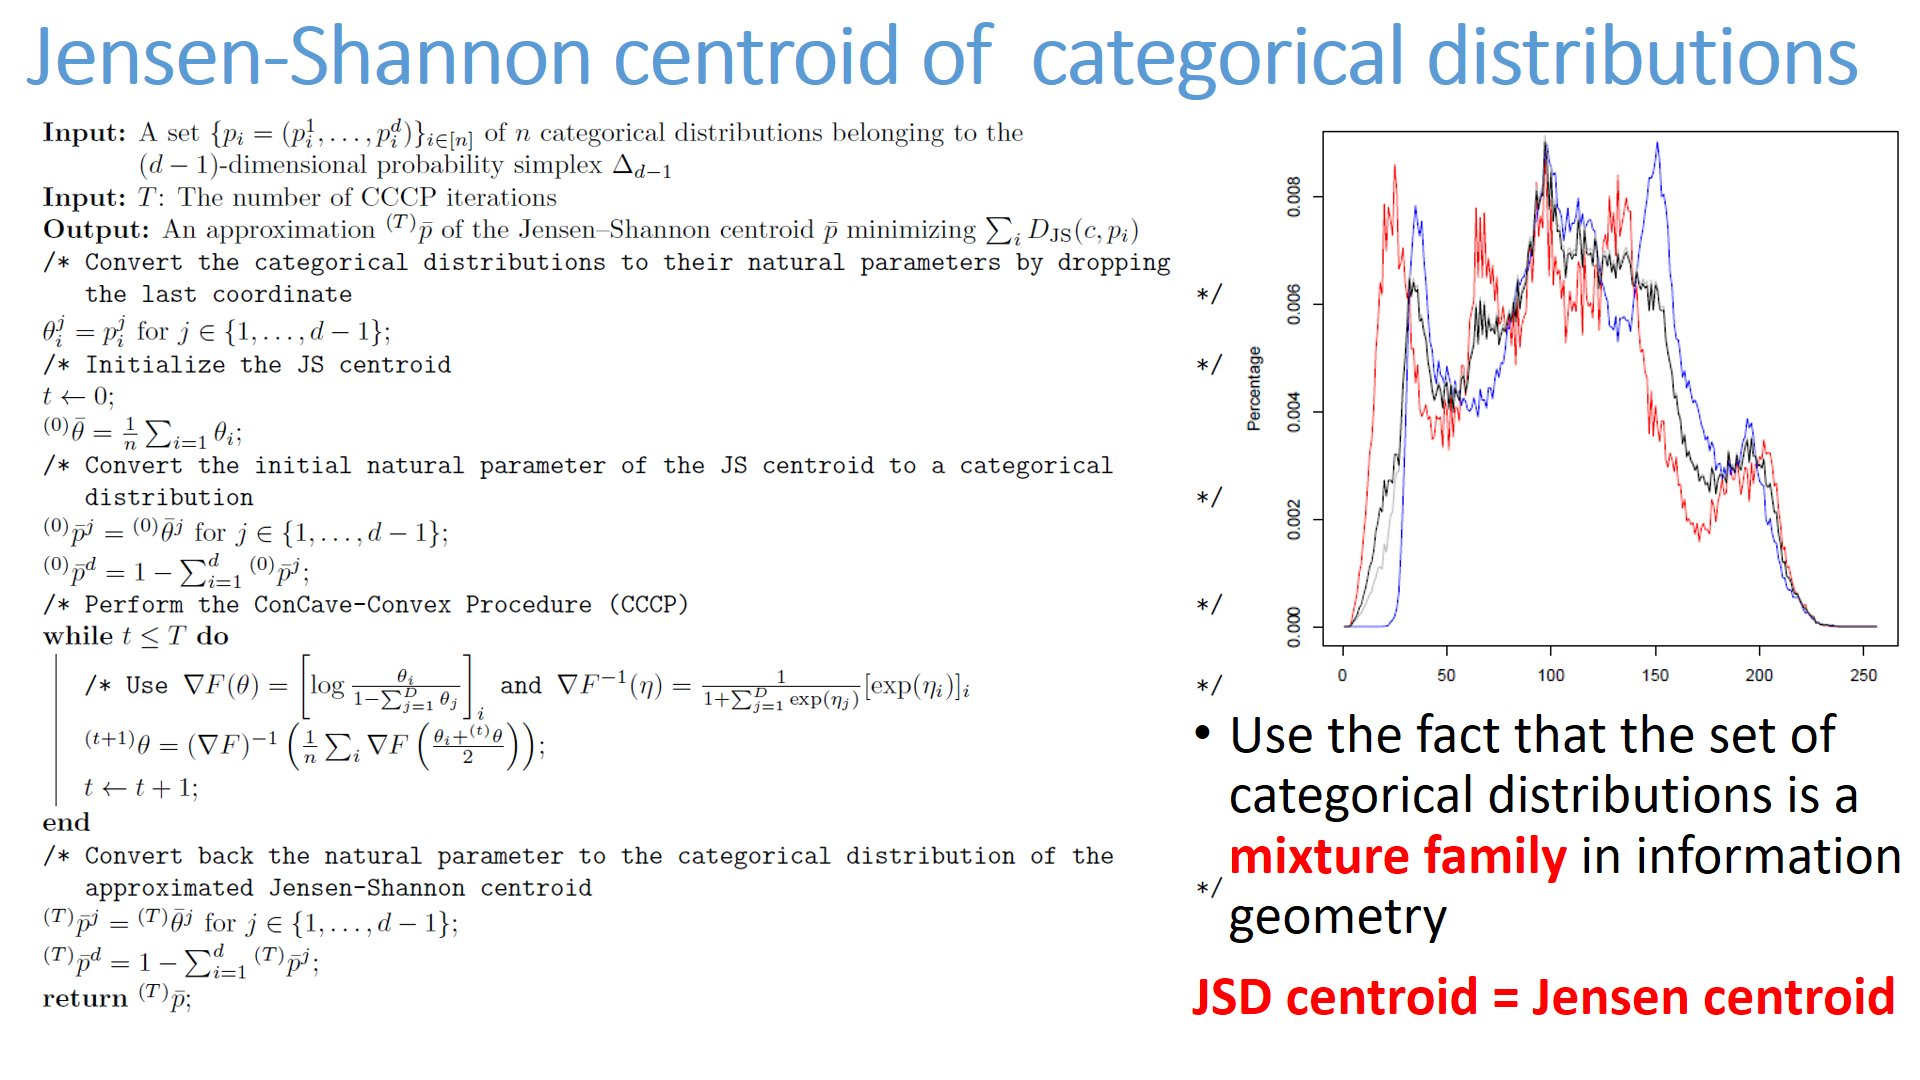 Jensen-Shannon centroid of categorical distributions
Input: A set {p_i = (p_i^1, …, p_i^d)}_{i∈[n]} of n categorical distributions belonging to the
(d − 1)-dimensional probability simplex Δ_{d−1}
Input: T: The number of CCCP iterations
Output: An approximation ^{(T)}p̄ of the Jensen–Shannon centroid p̄ minimizing ∑_i D_JS(c, p_i)
/* Convert the categorical distributions to their natural parameters by dropping
the last coordinate */
θ_i^j = p_i^j for j ∈ {1, …, d − 1};
/* Initialize the JS centroid */
t ← 0;
^{(0)}θ̄ = 1/n ∑_{i=1} θ_i;
/* Convert the initial natural parameter of the JS centroid to a categorical
distribution */
^{(0)}p̄^j = ^{(0)}θ̄^j for j ∈ {1, …, d − 1};
^{(0)}p̄^d = 1 − ∑_{i=1}^d ^{(0)}p̄^j;
/* Perform the ConCave-Convex Procedure (CCCP) */
while t ≤ T do
/* Use ∇F(θ) = [log θ_i / (1−∑_{j=1}^D θ_j)]_i and ∇F^{−1}(η) = 1 / (1+∑_{j=1}^D exp(η_j)) [exp(η_i)]_i */
^{(t+1)}θ = (∇F)^{−1} (1/n ∑_i ∇F ((θ_i + ^{(t)}θ) / 2));
t ← t + 1;
end
/* Convert back the natural parameter to the categorical distribution of the
approximated Jensen-Shannon centroid */
^{(T)}p̄^j = ^{(T)}θ̄^j for j ∈ {1, …, d − 1};
^{(T)}p̄^d = 1 − ∑_{i=1}^d ^{(T)}p̄^j;
return ^{(T)}p̄;
Percentage
0.008
0.006
0.004
0.002
0.000
0 50 100 150 200 250
• Use the fact that the set of
categorical distributions is a
mixture family in information
geometry
JSD centroid = Jensen centroid